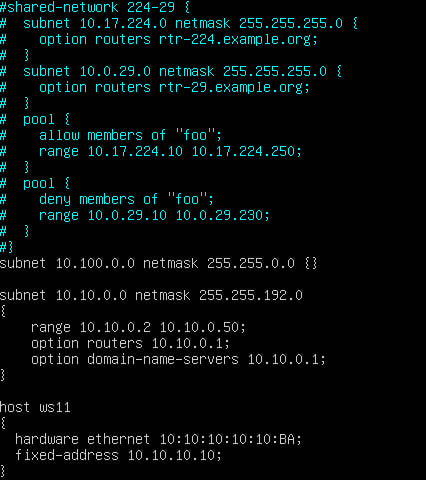 #shared-network 224-29 {
#  subnet 10.17.224.0 netmask 255.255.255.0 {
#    option routers rtr-224.example.org;
#  }
#  subnet 10.0.29.0 netmask 255.255.255.0 {
#    option routers rtr-29.example.org;
#  }
#  pool {
#    allow members of "foo";
#    range 10.17.224.10 10.17.224.250;
#  }
#  pool {
#    deny members of "foo";
#    range 10.0.29.10 10.0.29.230;
#  }
#}
subnet 10.100.0.0 netmask 255.255.0.0 {}

subnet 10.10.0.0 netmask 255.255.192.0
{
    range 10.10.0.2 10.10.0.50;
    option routers 10.10.0.1;
    option domain-name-servers 10.10.0.1;
}

host ws11
{
  hardware ethernet 10:10:10:10:10:BA;
  fixed-address 10.10.10.10;
}